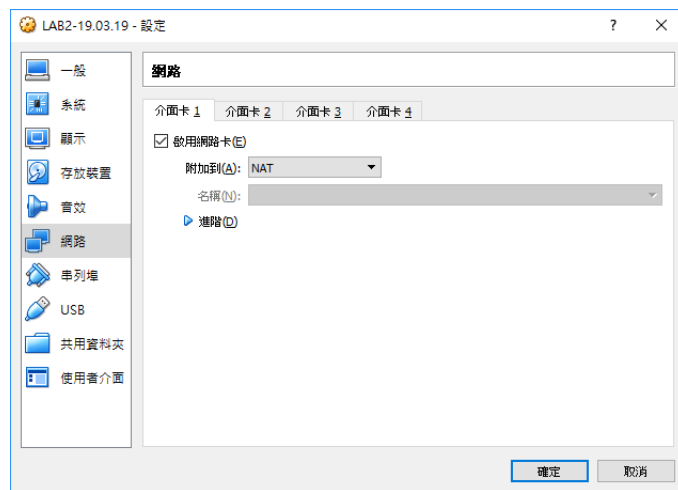 LAB2-19.03.19 - 設定
一般
系統
顯示
存放裝置
音效
網路
串列埠
USB
共用資料夾
使用者介面
網路
介面卡 1 介面卡 2 介面卡 3 介面卡 4
啟用網路卡(E)
附加到(A): NAT
名稱(N):
進階(D)
確定 取消